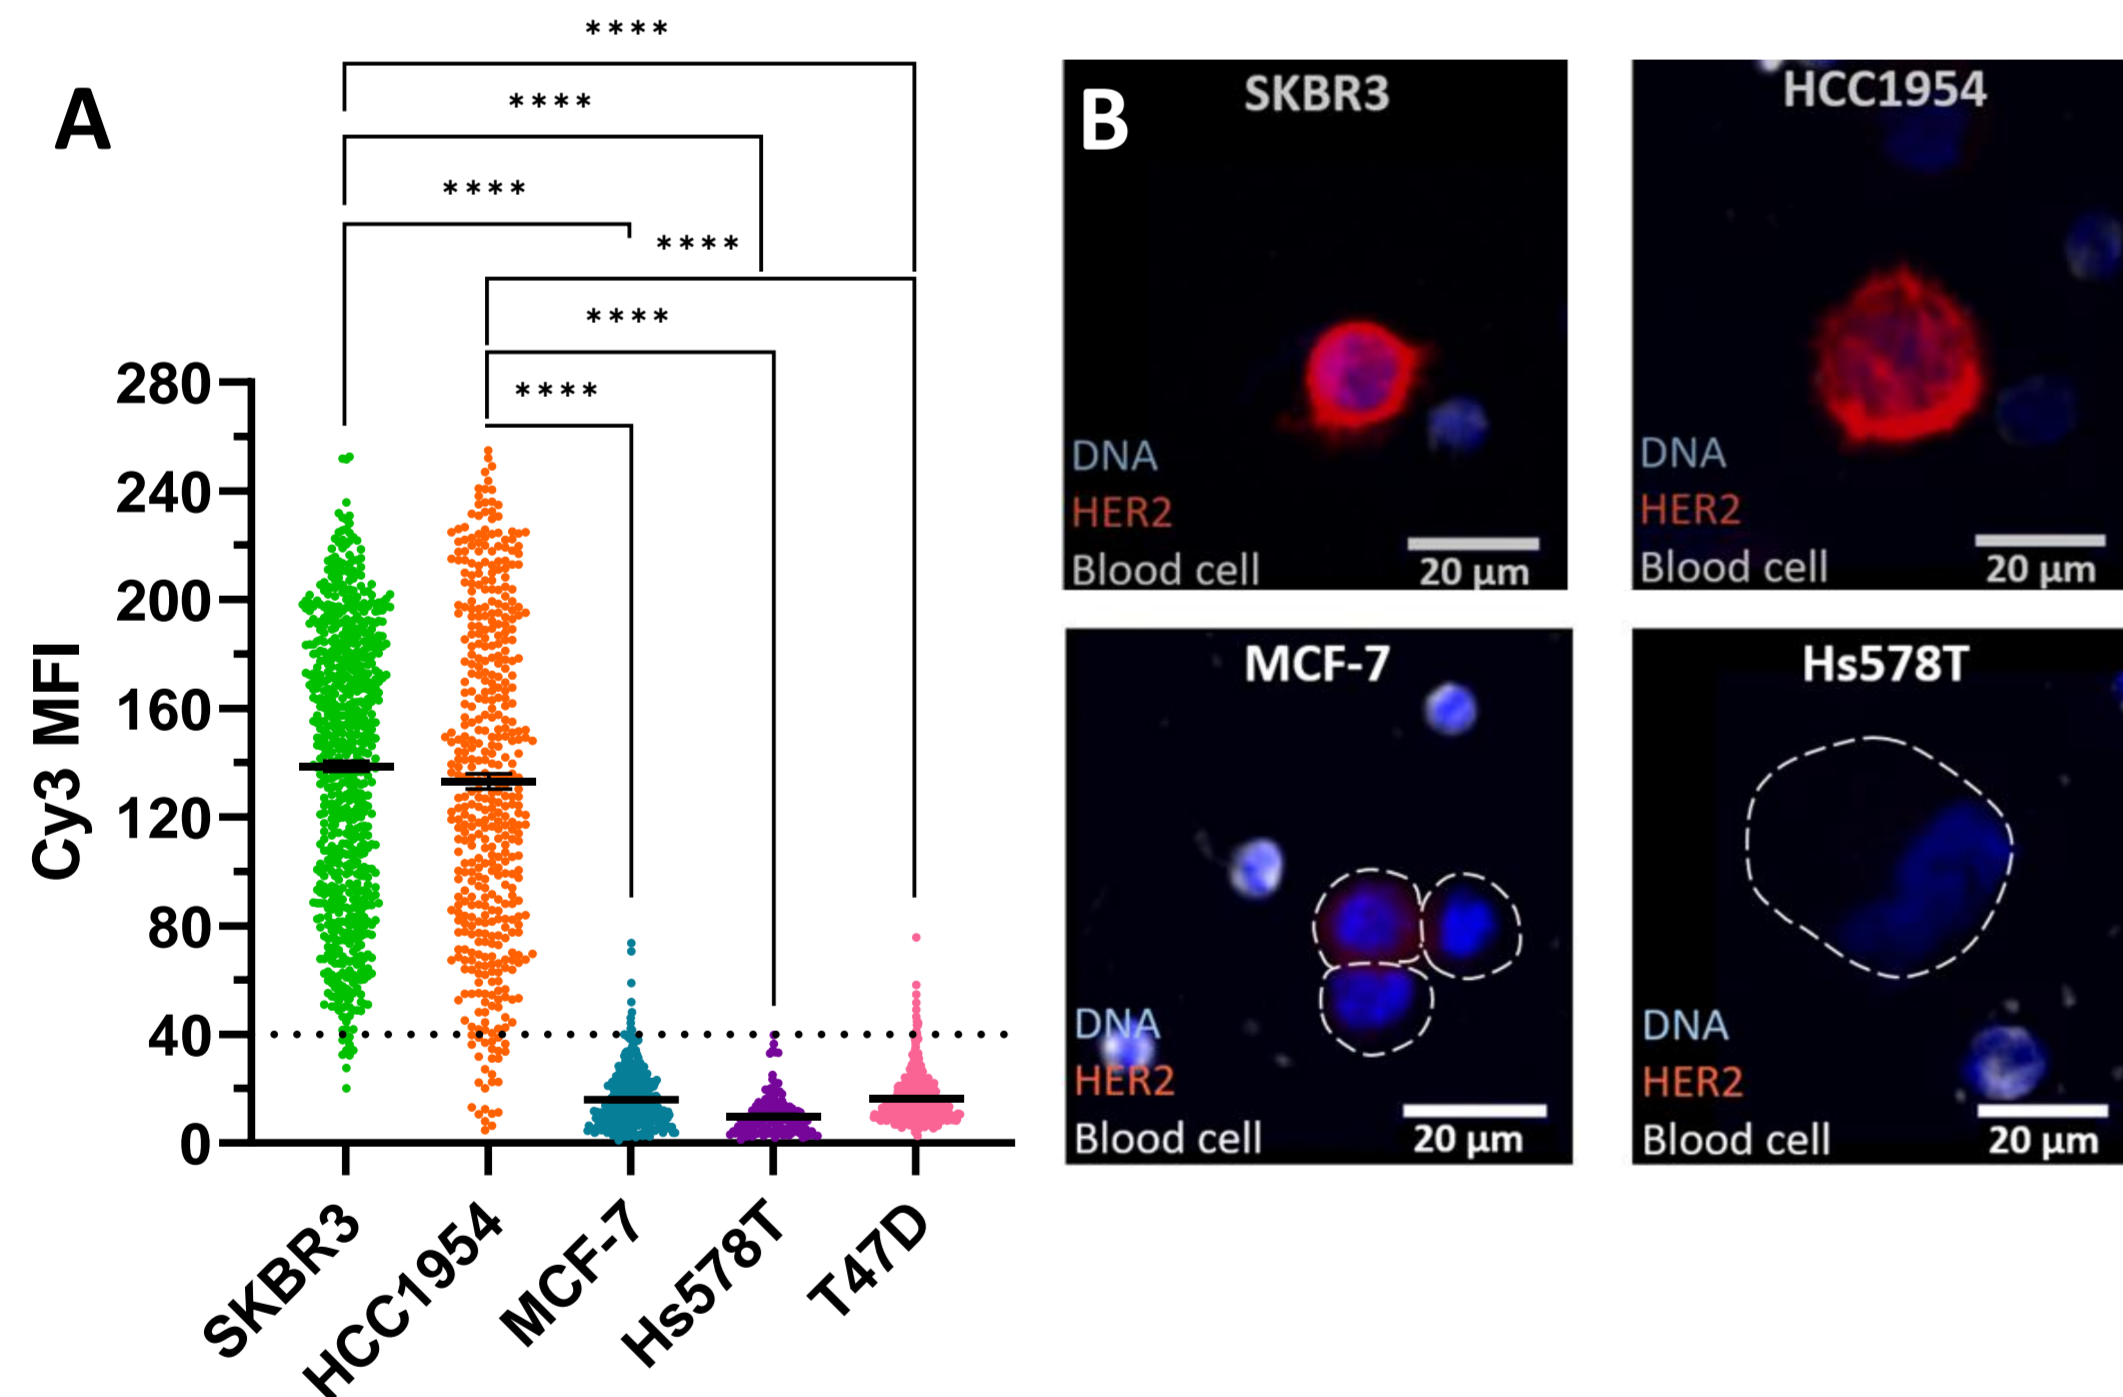 A
****
****
****
****
****
****
Cy3 MFI
280
240
200
160
120
80
40
0
SKBR3
HCC1954
MCF-7
Hs578T
T47D
B
SKBR3
DNA
HER2
Blood cell
20 µm
HCC1954
DNA
HER2
Blood cell
20 µm
MCF-7
DNA
HER2
Blood cell
20 µm
Hs578T
DNA
HER2
Blood cell
20 µm